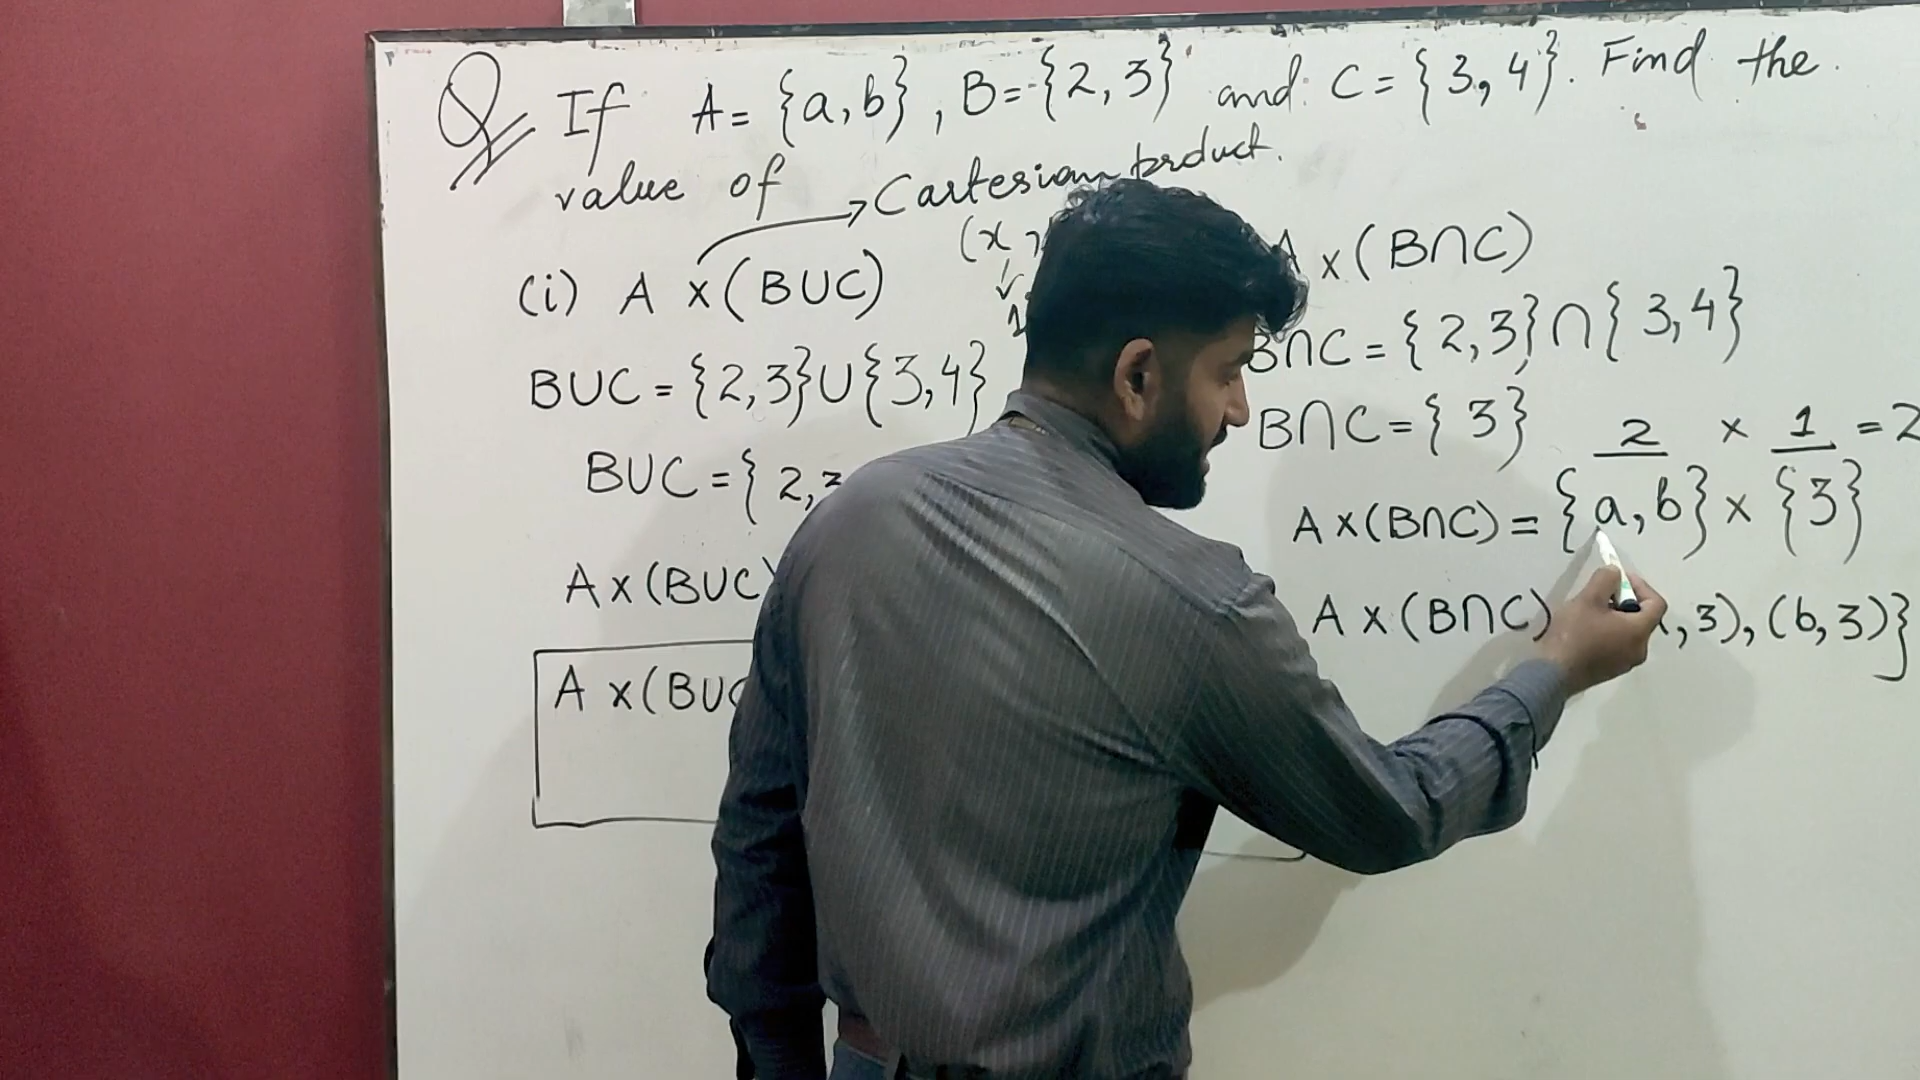 Q If A = {a, b}, B = {2, 3} and C = {3, 4}. Find the
value of → Cartesian product.
(x ,
(i) A × (B∪C)
B∪C = {2,3}∪{3,4}
B∪C = { 2,3
A × (B∪C)
A × (B∪C
A × (B∩C)
B∩C = { 2,3}∩{ 3,4}
B∩C = { 3}
2 × 1 = 2
A × (B∩C) = {a, b} × {3}
A × (B∩C) , 3), (b, 3)}